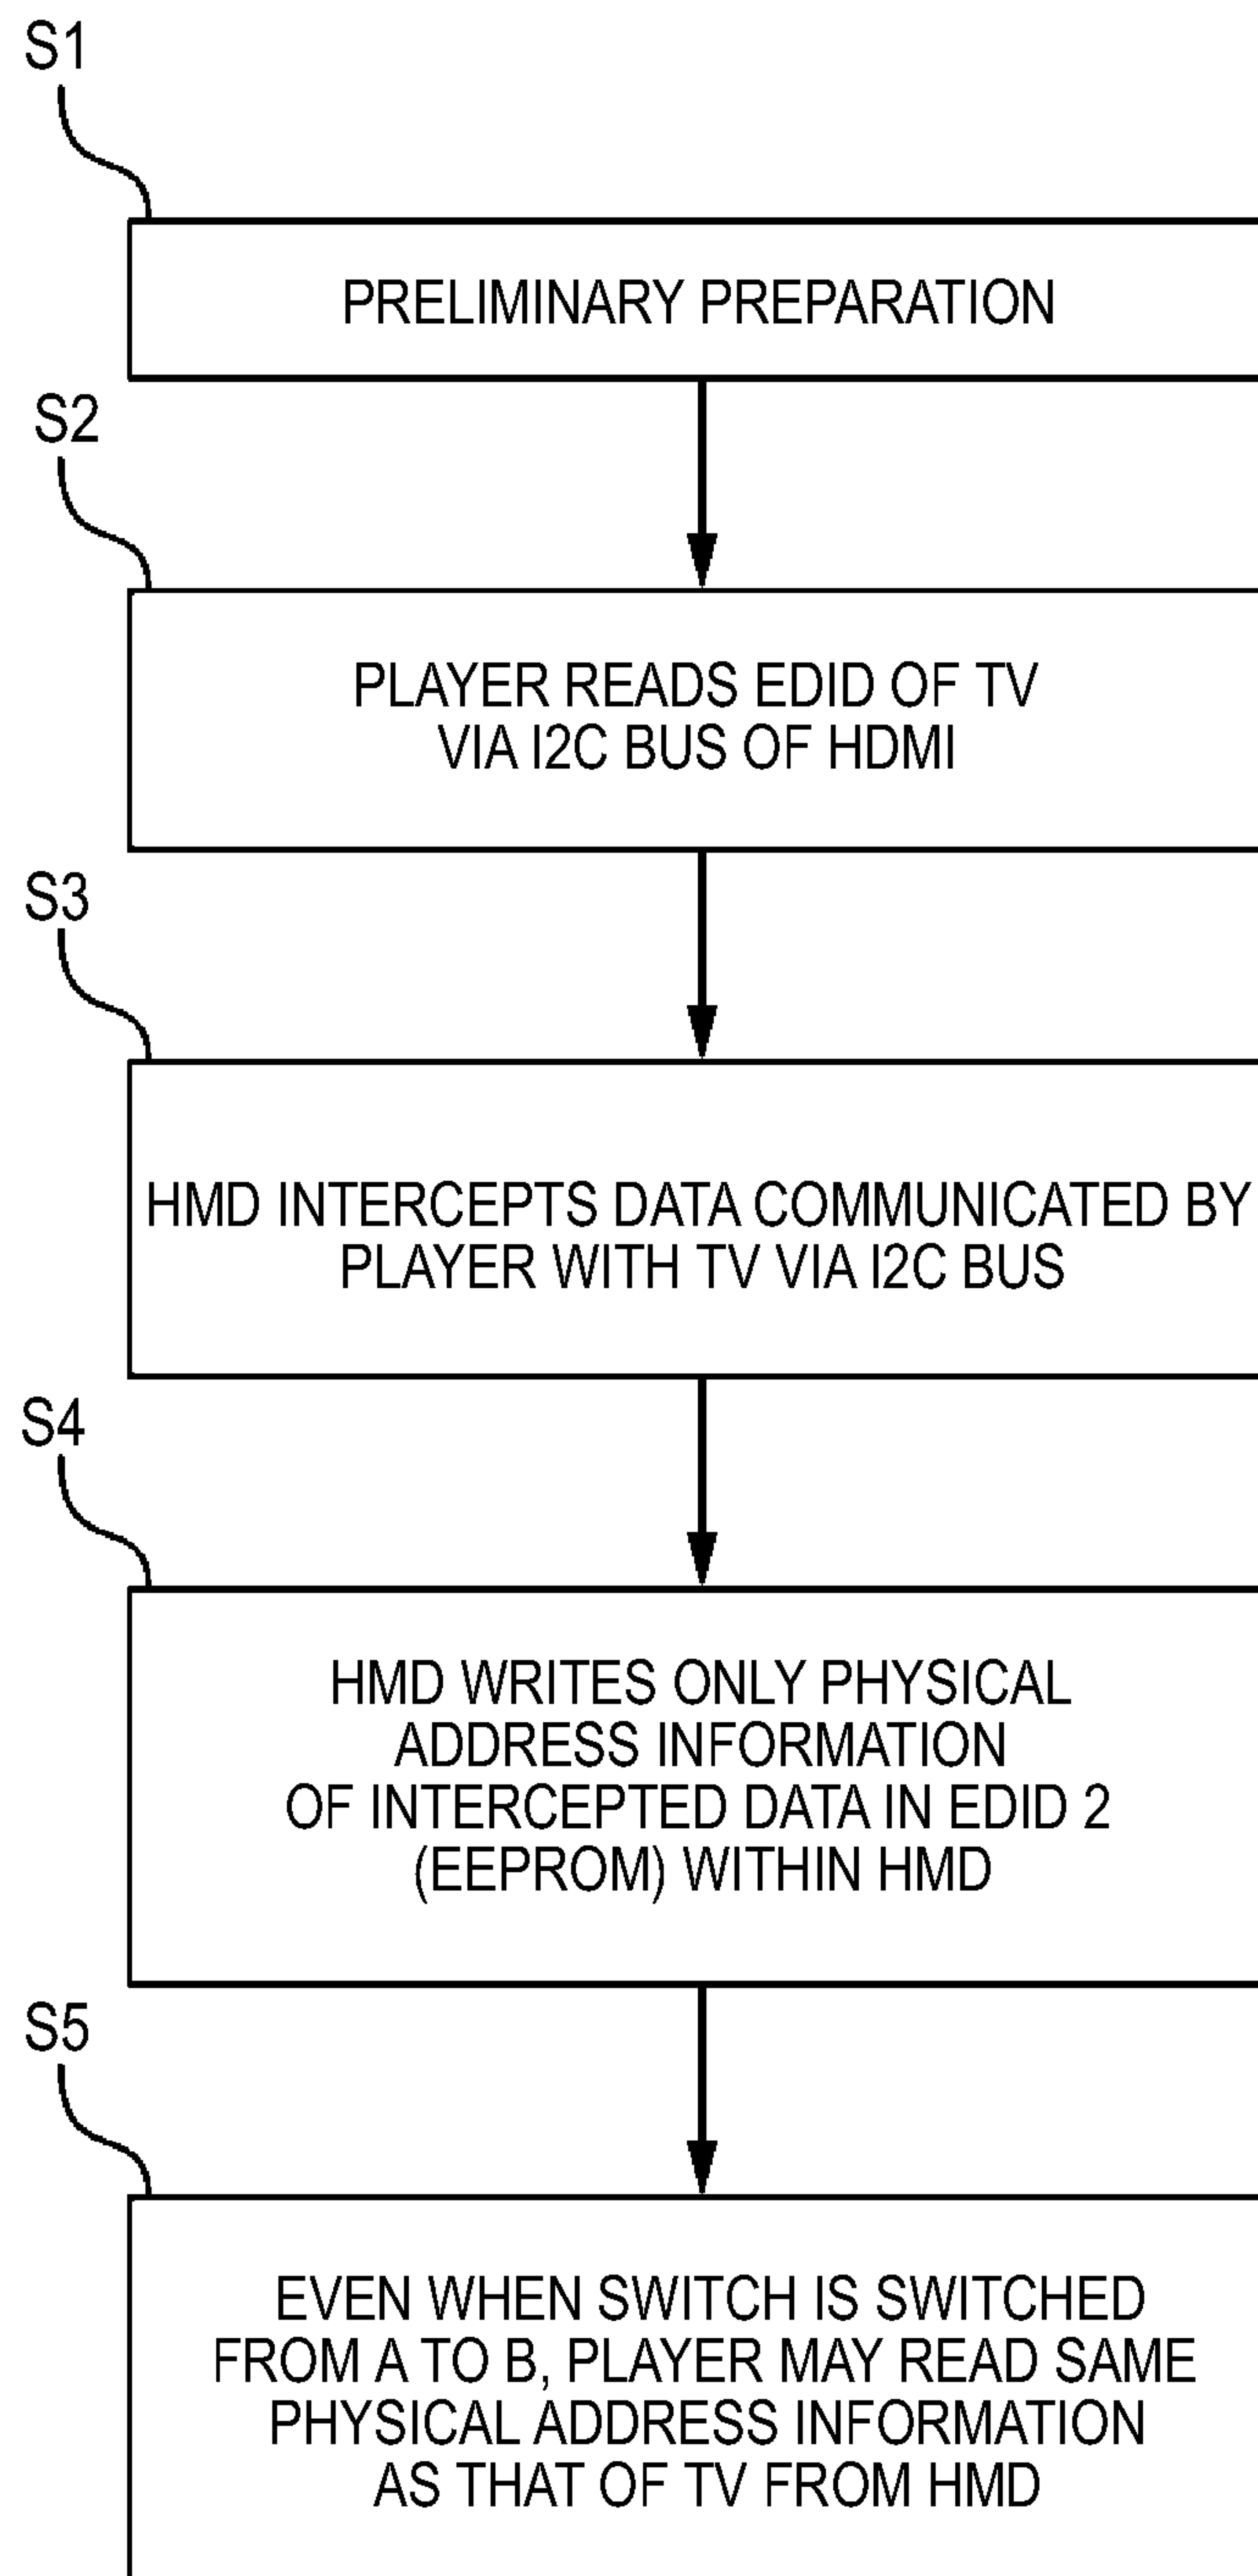 S1
PRELIMINARY PREPARATION
S2
PLAYER READS EDID OF TV
VIA I2C BUS OF HDMI
S3
HMD INTERCEPTS DATA COMMUNICATED BY
PLAYER WITH TV VIA I2C BUS
S4
HMD WRITES ONLY PHYSICAL
ADDRESS INFORMATION
OF INTERCEPTED DATA IN EDID 2
(EEPROM) WITHIN HMD
S5
EVEN WHEN SWITCH IS SWITCHED
FROM A TO B, PLAYER MAY READ SAME
PHYSICAL ADDRESS INFORMATION
AS THAT OF TV FROM HMD